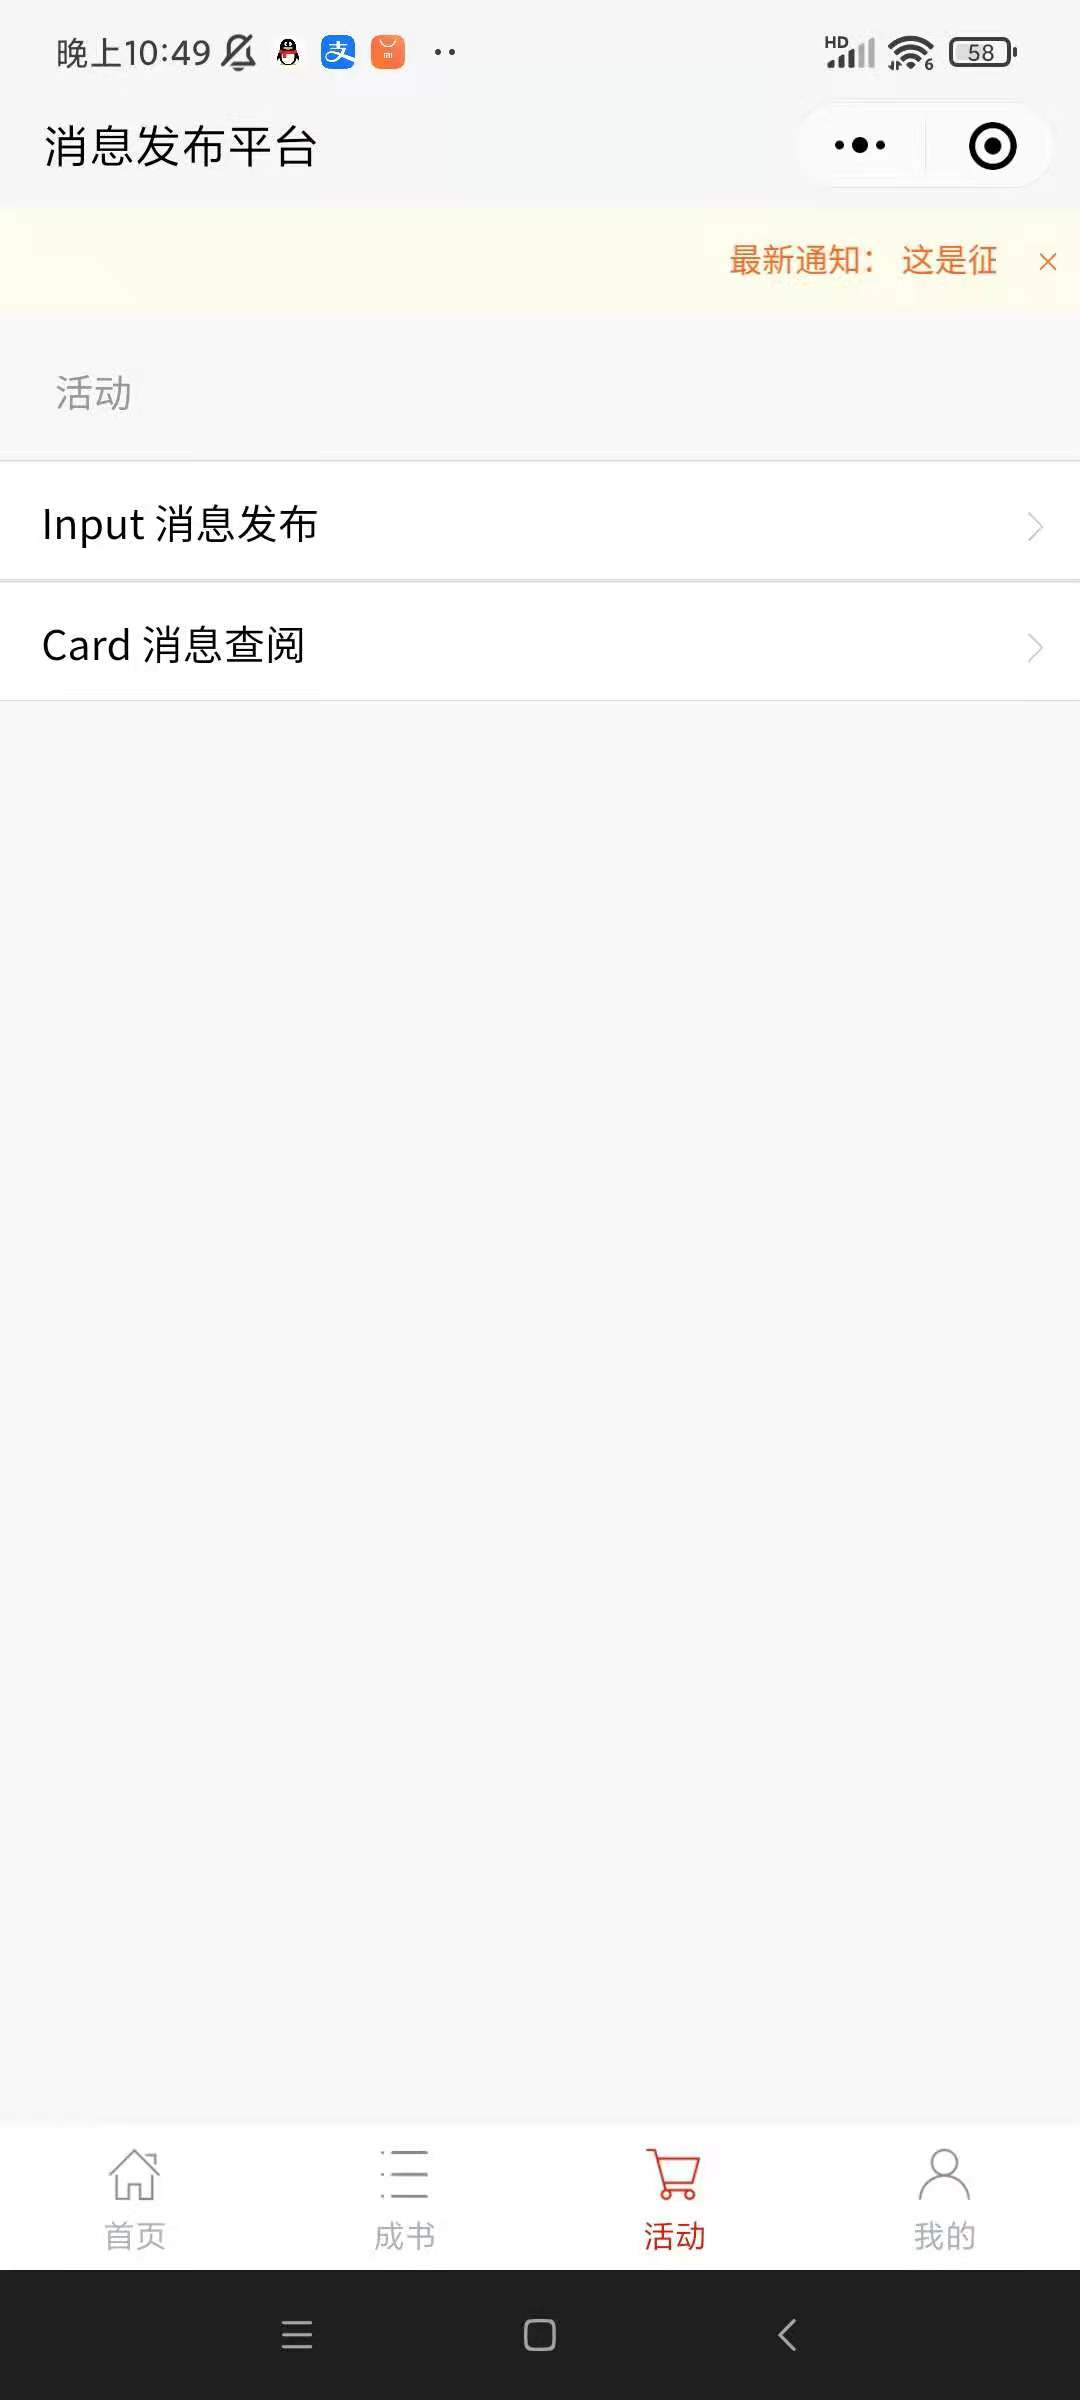 晚上10:49
HD
6
58
消息发布平台
最新通知： 这是征
活动
Input 消息发布
Card 消息查阅
首页
成书
活动
我的